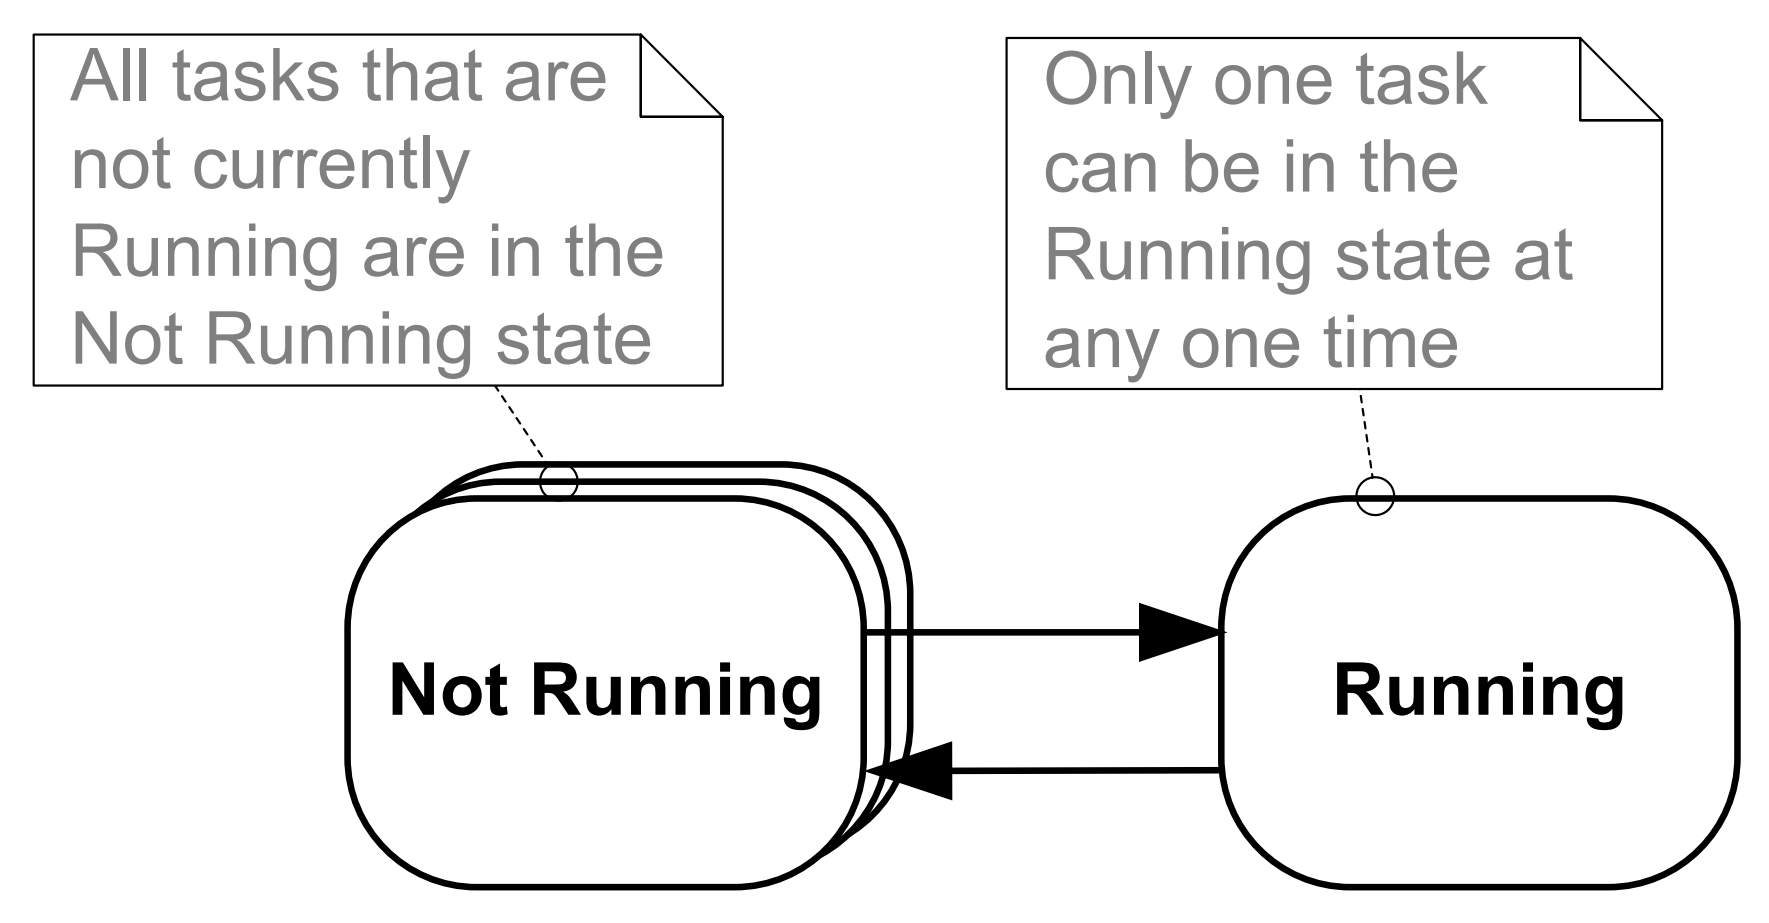 All tasks that are
not currently
Running are in the
Not Running state
Only one task
can be in the
Running state at
any one time
Not Running
Running